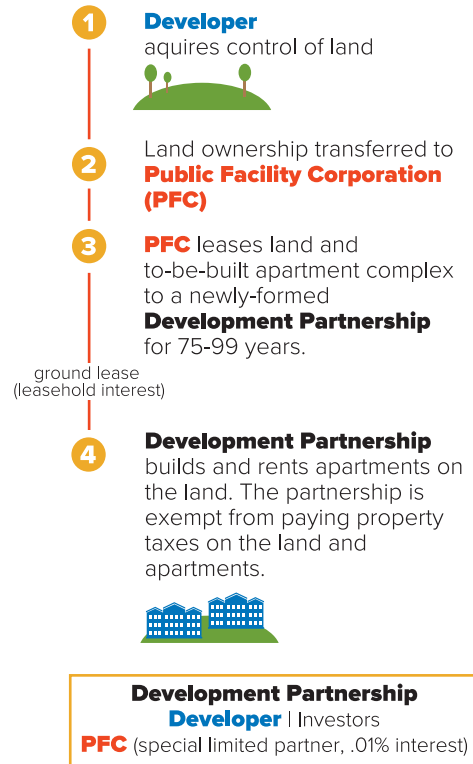 1
Developer
aquires control of land
2
Land ownership transferred to
Public Facility Corporation
(PFC)
3
PFC leases land and
to-be-built apartment complex
to a newly-formed
Development Partnership
for 75-99 years.
ground lease
(leasehold interest)
4
Development Partnership
builds and rents apartments on
the land. The partnership is
exempt from paying property
taxes on the land and
apartments.
Development Partnership
Developer | Investors
PFC (special limited partner, .01% interest)